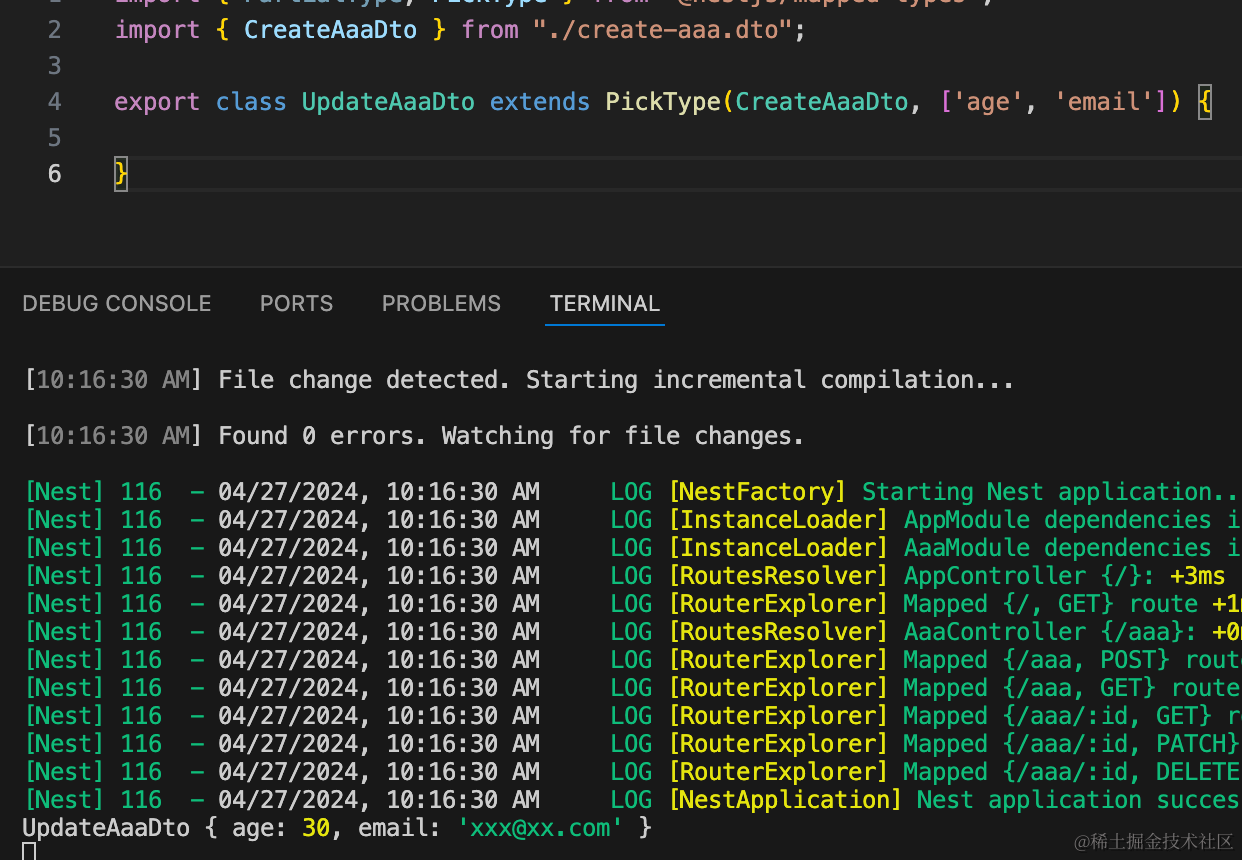 import { PartialType, PickType } from "@nestjs/mapped-types";
2 import { CreateAaaDto } from "./create-aaa.dto";
3
4 export class UpdateAaaDto extends PickType(CreateAaaDto, ['age', 'email']) {
5
6 }
DEBUG CONSOLE PORTS PROBLEMS TERMINAL
[10:16:30 AM] File change detected. Starting incremental compilation...
[10:16:30 AM] Found 0 errors. Watching for file changes.
[Nest] 116  - 04/27/2024, 10:16:30 AM     LOG [NestFactory] Starting Nest application..
[Nest] 116  - 04/27/2024, 10:16:30 AM     LOG [InstanceLoader] AppModule dependencies i
[Nest] 116  - 04/27/2024, 10:16:30 AM     LOG [InstanceLoader] AaaModule dependencies i
[Nest] 116  - 04/27/2024, 10:16:30 AM     LOG [RoutesResolver] AppController {/}: +3ms
[Nest] 116  - 04/27/2024, 10:16:30 AM     LOG [RouterExplorer] Mapped {/, GET} route +1
[Nest] 116  - 04/27/2024, 10:16:30 AM     LOG [RoutesResolver] AaaController {/aaa}: +0
[Nest] 116  - 04/27/2024, 10:16:30 AM     LOG [RouterExplorer] Mapped {/aaa, POST} rout
[Nest] 116  - 04/27/2024, 10:16:30 AM     LOG [RouterExplorer] Mapped {/aaa, GET} route
[Nest] 116  - 04/27/2024, 10:16:30 AM     LOG [RouterExplorer] Mapped {/aaa/:id, GET} r
[Nest] 116  - 04/27/2024, 10:16:30 AM     LOG [RouterExplorer] Mapped {/aaa/:id, PATCH}
[Nest] 116  - 04/27/2024, 10:16:30 AM     LOG [RouterExplorer] Mapped {/aaa/:id, DELETE
[Nest] 116  - 04/27/2024, 10:16:30 AM     LOG [NestApplication] Nest application succes
UpdateAaaDto { age: 30, email: 'xxx@xx.com' }
@稀土掘金技术社区